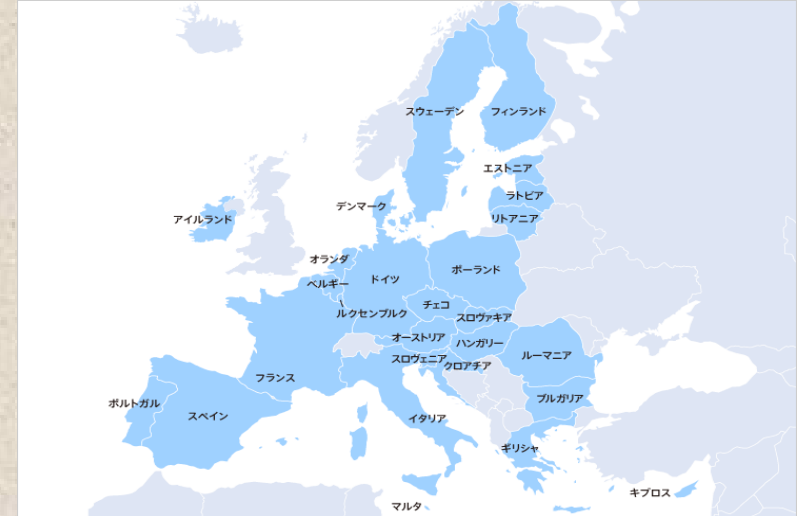 スウェーデン
フィンランド
エストニア
ラトビア
リトアニア
デンマーク
アイルランド
オランダ
ベルギー
ドイツ
ポーランド
ルクセンブルク
チェコ
スロヴァキア
オーストリア
ハンガリー
スロヴェニア
クロアチア
ルーマニア
フランス
ブルガリア
ポルトガル
スペイン
イタリア
ギリシャ
キプロス
マルタ